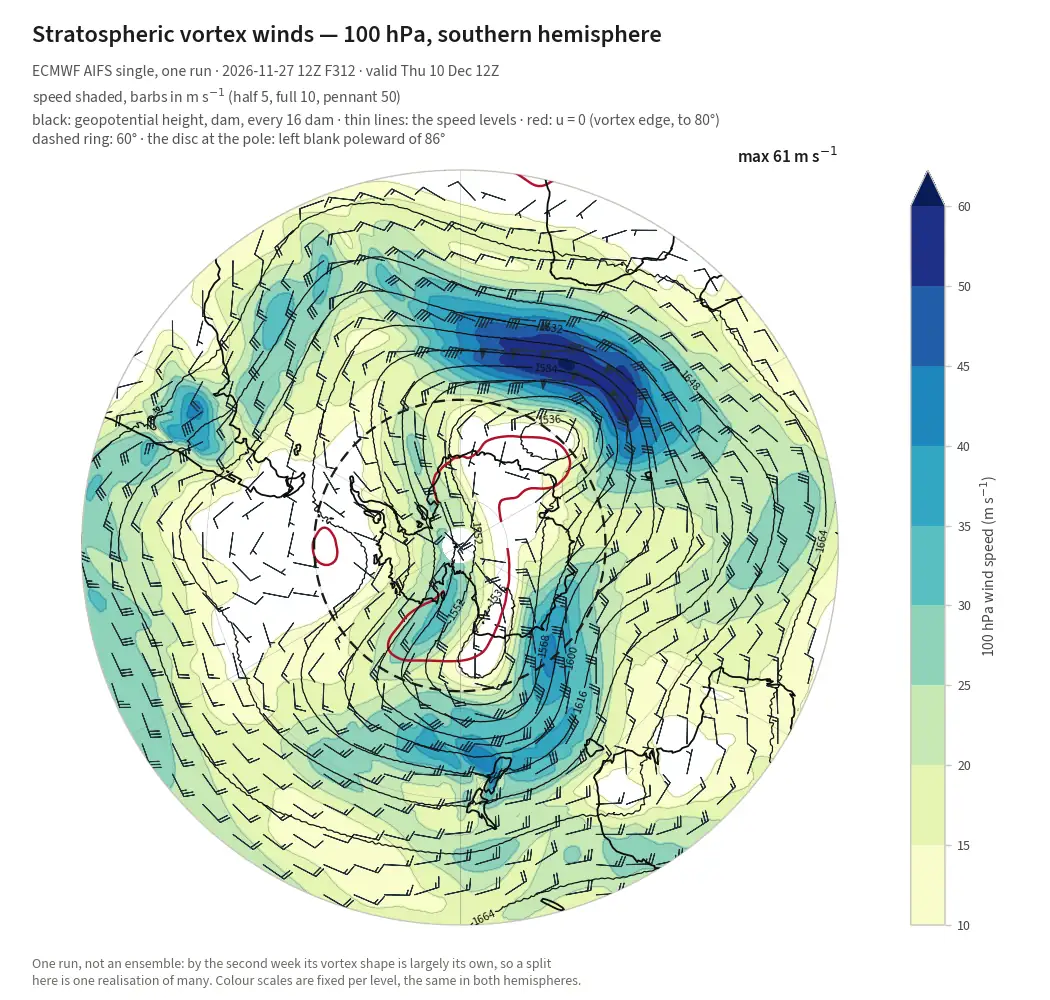 Stratospheric vortex winds — 100 hPa, southern hemisphere
ECMWF AIFS single, one run · 2026-11-27 12Z F312 · valid Thu 10 Dec 12Z
speed shaded, barbs in m s⁻¹ (half 5, full 10, pennant 50)
black: geopotential height, dam, every 16 dam · thin lines: the speed levels · red: u = 0 (vortex edge, to 80°)
dashed ring: 60° · the disc at the pole: left blank poleward of 86°
max 61 m s⁻¹
1632
1584
1648
1536
1552
1664
1536
1552
1568
1600
1616
1664
60
50
45
40
35
30
25
20
15
10
100 hPa wind speed (m s⁻¹)
One run, not an ensemble: by the second week its vortex shape is largely its own, so a split
here is one realisation of many. Colour scales are fixed per level, the same in both hemispheres.